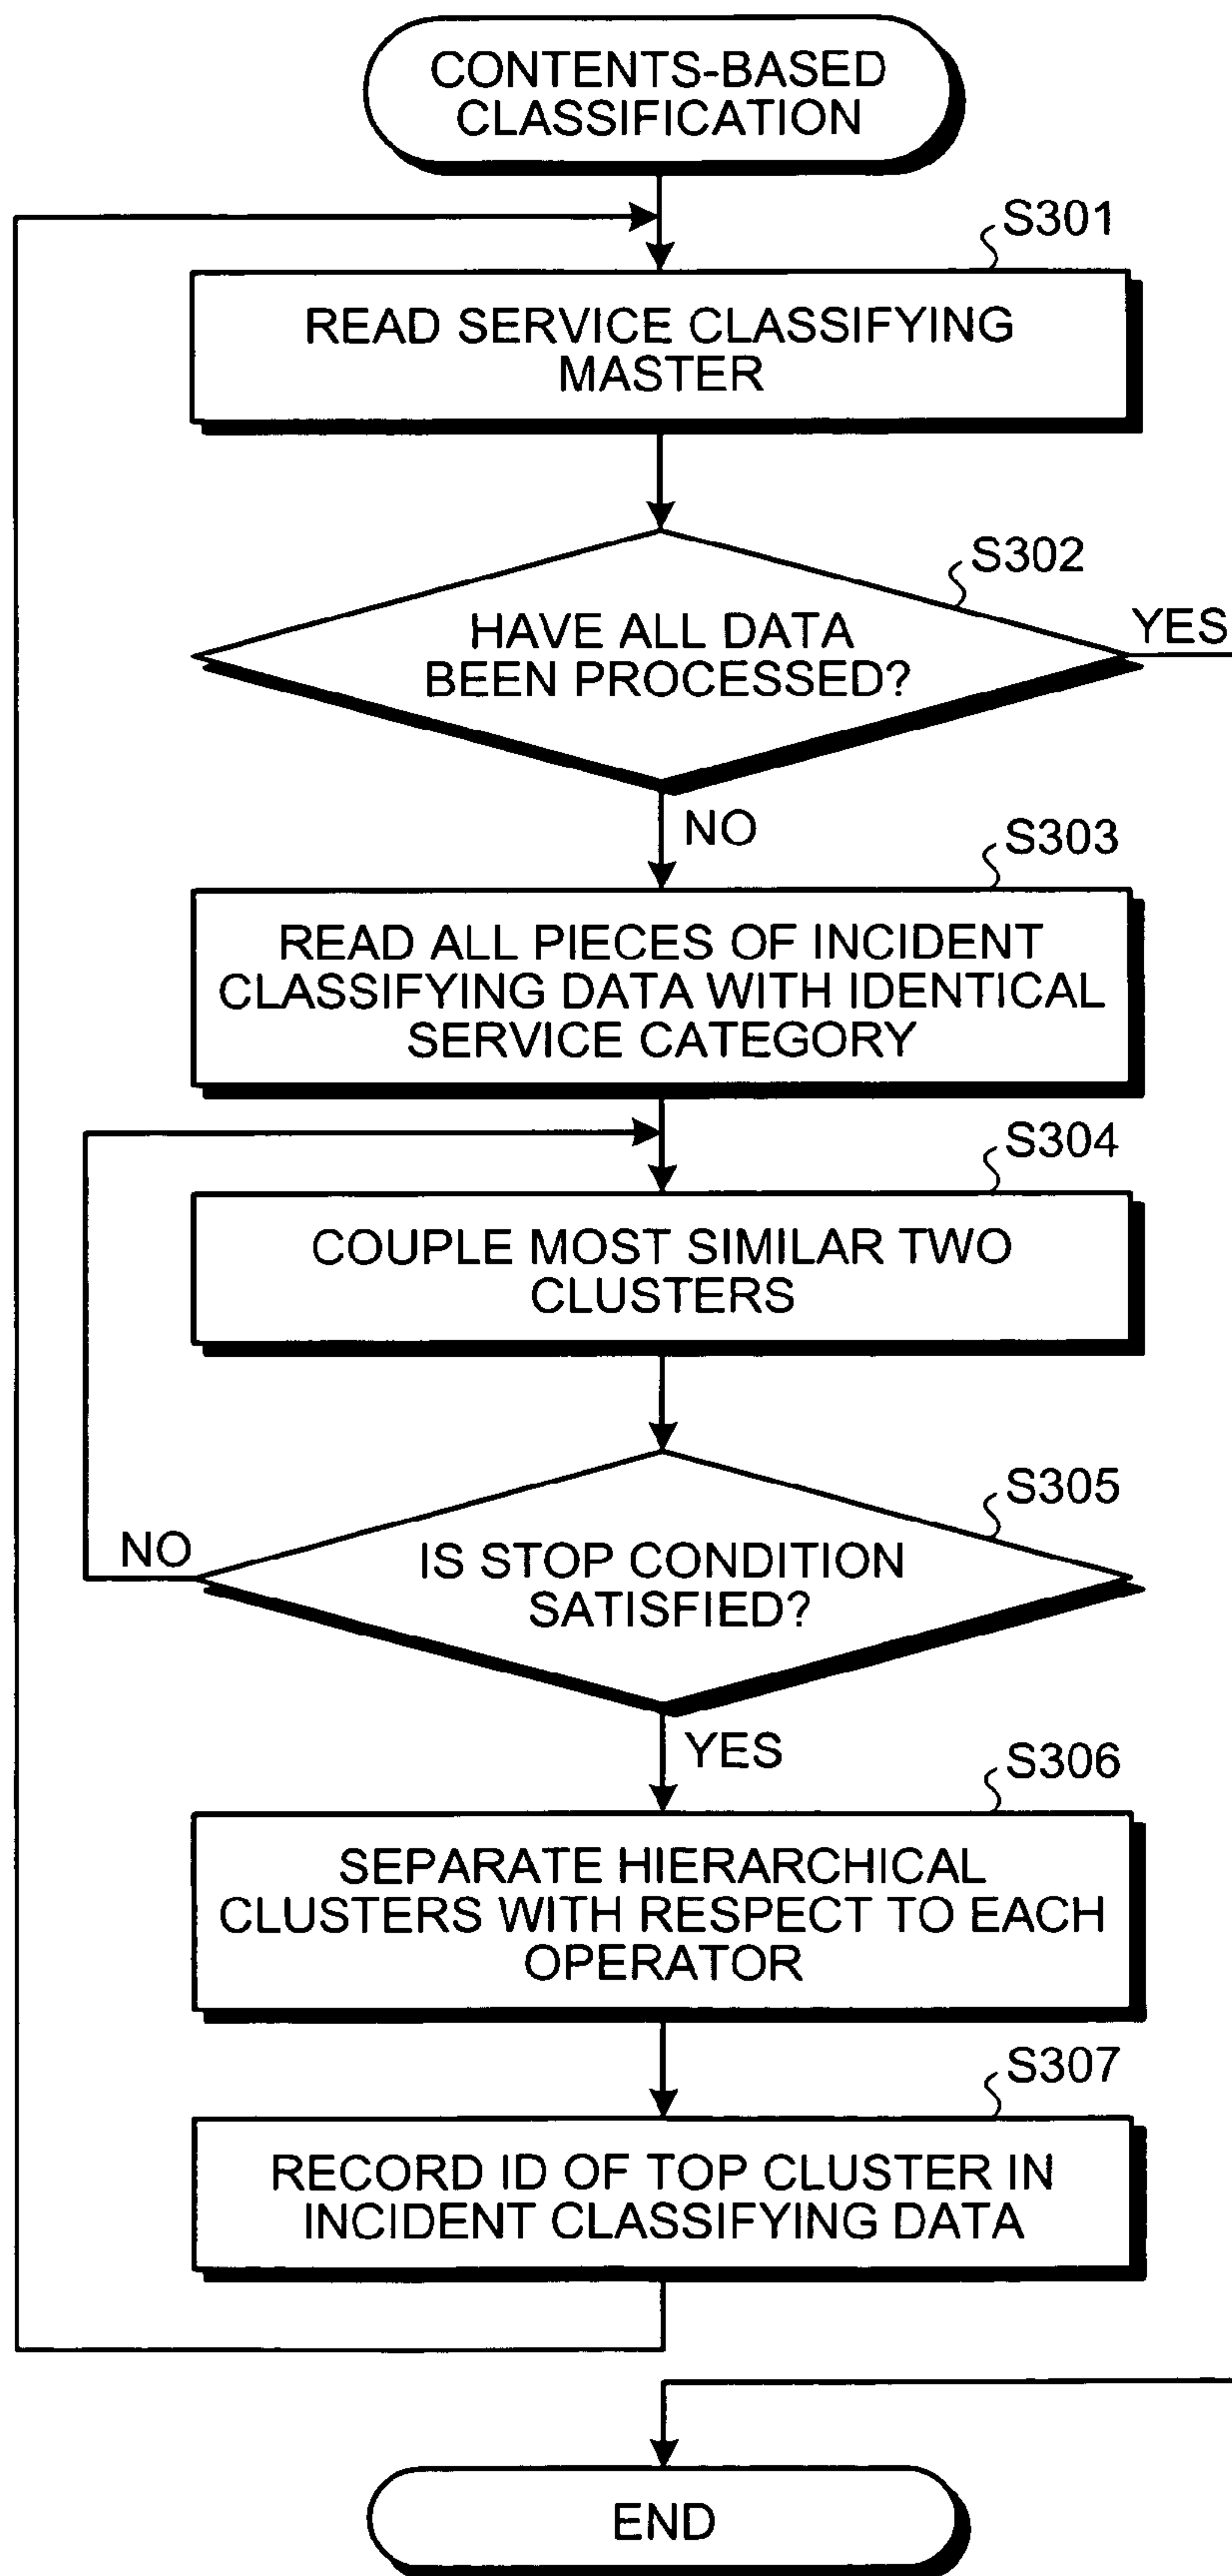 CONTENTS-BASED
CLASSIFICATION
S301
READ SERVICE CLASSIFYING
MASTER
S302
HAVE ALL DATA
BEEN PROCESSED?
YES
NO
S303
READ ALL PIECES OF INCIDENT
CLASSIFYING DATA WITH IDENTICAL
SERVICE CATEGORY
S304
COUPLE MOST SIMILAR TWO
CLUSTERS
S305
NO
IS STOP CONDITION
SATISFIED?
YES
S306
SEPARATE HIERARCHICAL
CLUSTERS WITH RESPECT TO EACH
OPERATOR
S307
RECORD ID OF TOP CLUSTER IN
INCIDENT CLASSIFYING DATA
END